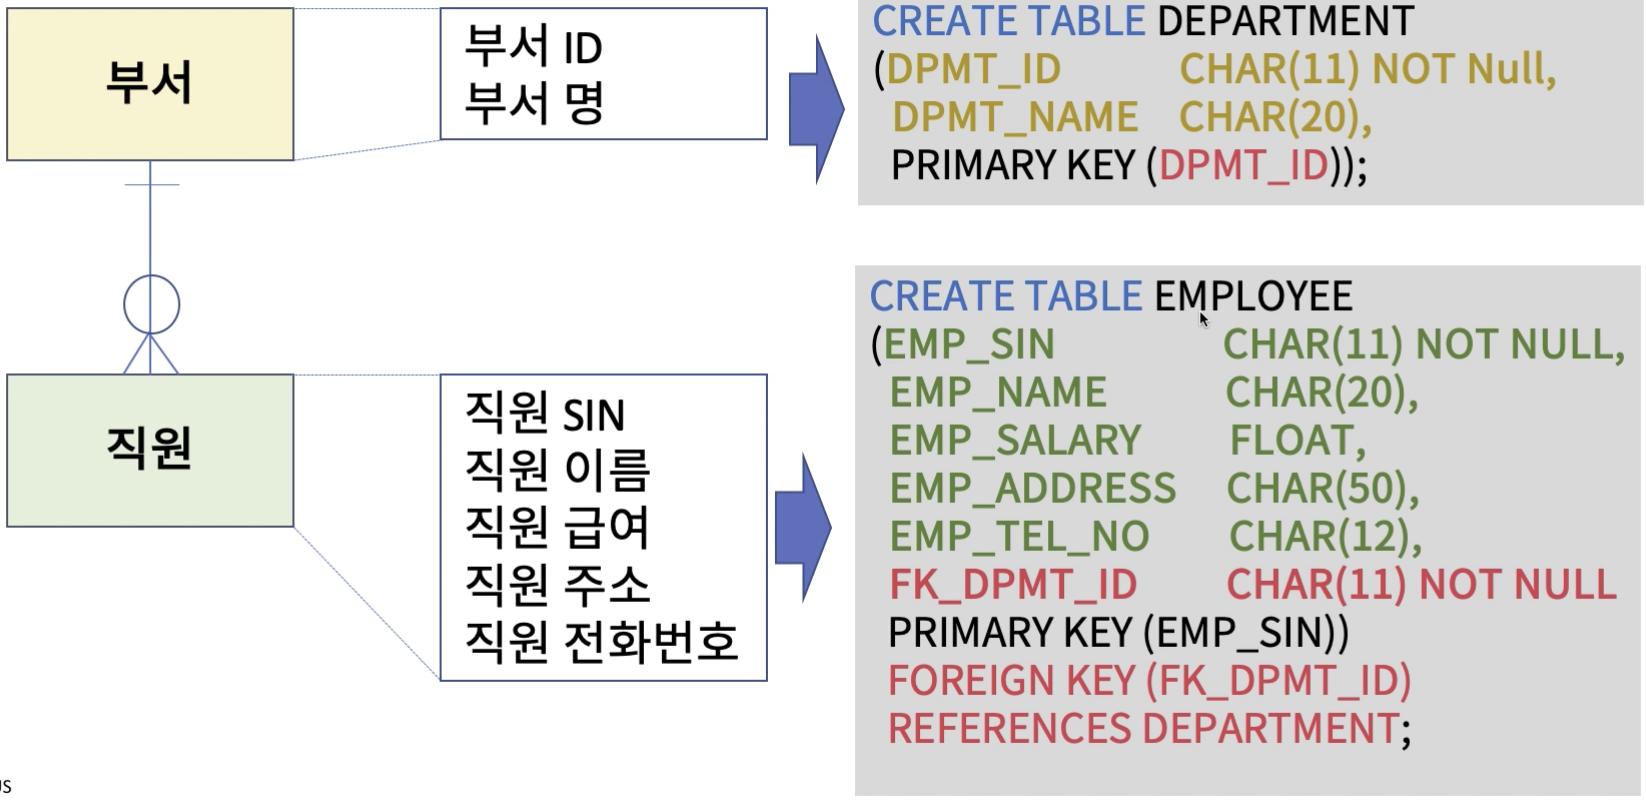 부서
부서 ID
부서 명
CREATE TABLE DEPARTMENT
(DPMT_ID CHAR(11) NOT Null,
DPMT_NAME CHAR(20),
PRIMARY KEY (DPMT_ID));
직원
직원 SIN
직원 이름
직원 급여
직원 주소
직원 전화번호
CREATE TABLE EMPLOYEE
(EMP_SIN CHAR(11) NOT NULL,
EMP_NAME CHAR(20),
EMP_SALARY FLOAT,
EMP_ADDRESS CHAR(50),
EMP_TEL_NO CHAR(12),
FK_DPMT_ID CHAR(11) NOT NULL
PRIMARY KEY (EMP_SIN))
FOREIGN KEY (FK_DPMT_ID)
REFERENCES DEPARTMENT;